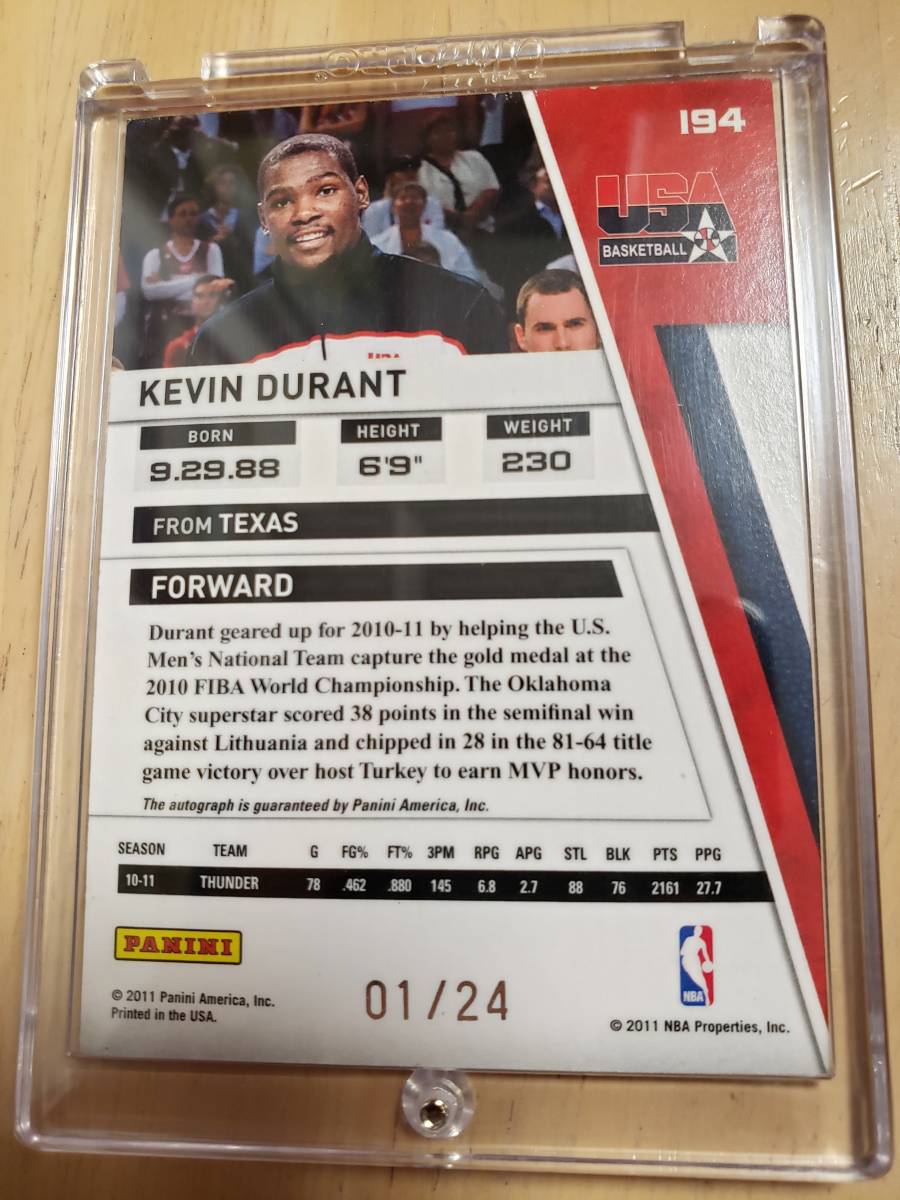 Ultra PRO®
194
USA
BASKETBALL
USA
KEVIN DURANT
BORN HEIGHT WEIGHT
9.29.88 6'9" 230
FROM TEXAS
FORWARD
Durant geared up for 2010-11 by helping the U.S.
Men's National Team capture the gold medal at the
2010 FIBA World Championship. The Oklahoma
City superstar scored 38 points in the semifinal win
against Lithuania and chipped in 28 in the 81-64 title
game victory over host Turkey to earn MVP honors.
The autograph is guaranteed by Panini America, Inc.
SEASON TEAM G FG% FT% 3PM RPG APG STL BLK PTS PPG
10-11 THUNDER 78 .462 .880 145 6.8 2.7 88 76 2161 27.7
PANINI
© 2011 Panini America, Inc.
Printed in the USA.
01/24
NBA
© 2011 NBA Properties, Inc.